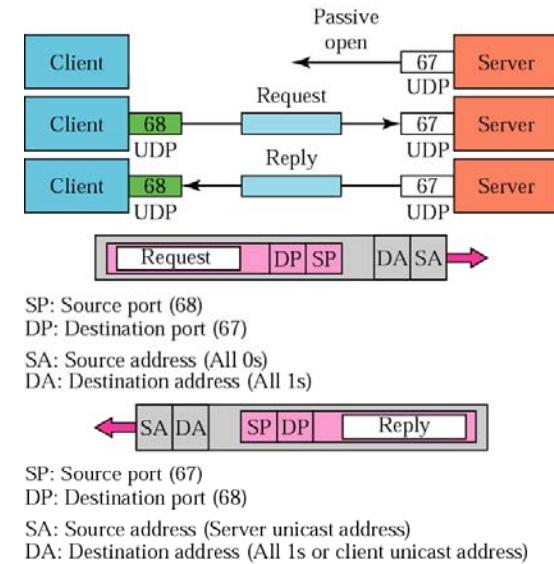 Passive
open
Client 67 Server
UDP
Request
Client 68 67 Server
UDP UDP
Reply
Client 68 67 Server
UDP UDP
Request DP SP DA SA
SP: Source port (68)
DP: Destination port (67)
SA: Source address (All 0s)
DA: Destination address (All 1s)
SA DA SP DP Reply
SP: Source port (67)
DP: Destination port (68)
SA: Source address (Server unicast address)
DA: Destination address (All 1s or client unicast address)